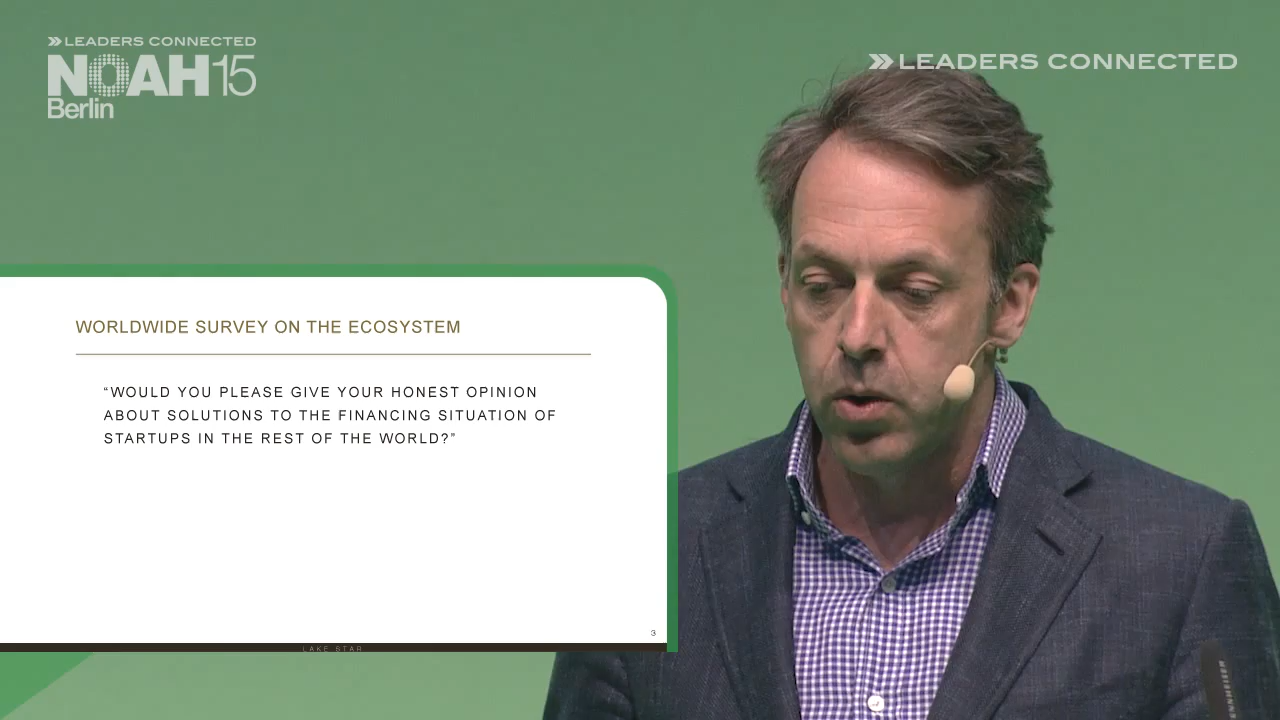 LEADERS CONNECTED
NOAH15
Berlin
LEADERS CONNECTED
WORLDWIDE SURVEY ON THE ECOSYSTEM
“WOULD YOU PLEASE GIVE YOUR HONEST OPINION
ABOUT SOLUTIONS TO THE FINANCING SITUATION OF
STARTUPS IN THE REST OF THE WORLD?”
3
LAKE STAR